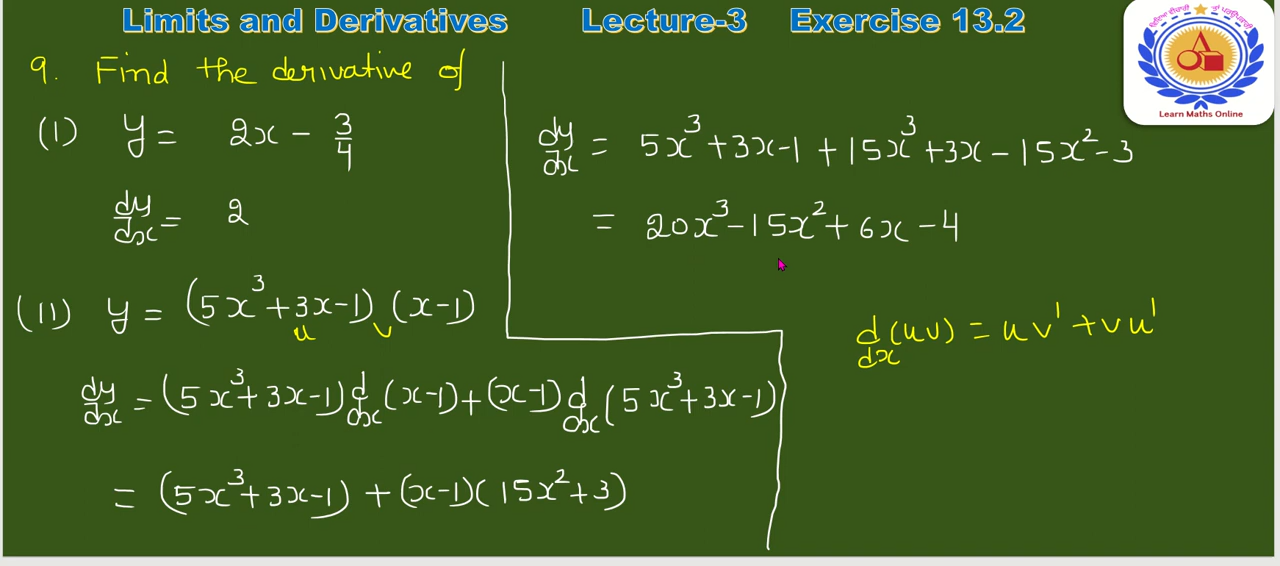 Limits and Derivatives Lecture-3 Exercise 13.2
Learn Maths Online
9. Find the derivative of
(I) y = 2x - 3/4
dy/dx = 2
(II) y = (5x³+3x-1) (x-1)
u v
dy/dx = (5x³+3x-1) d/dx (x-1) + (x-1) d/dx (5x³+3x-1)
= (5x³+3x-1) + (x-1)(15x²+3)
dy/dx = 5x³+3x-1+15x³+3x-15x²-3
= 20x³-15x²+6x-4
d/dx (uv) = uv' + vu'